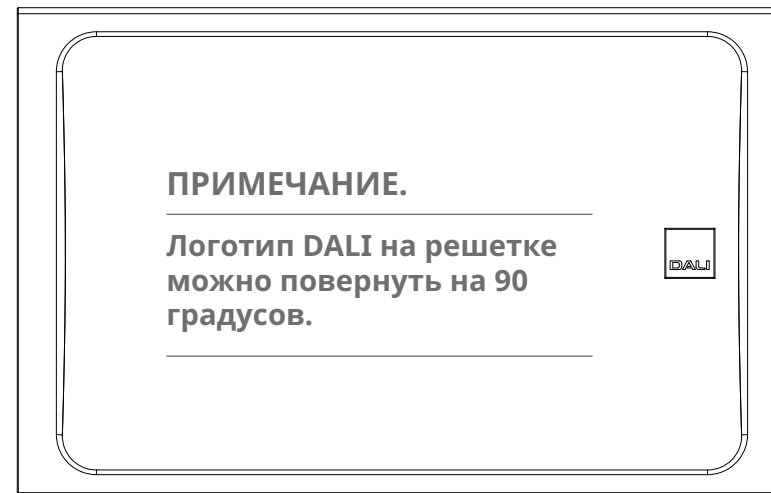 ПРИМЕЧАНИЕ.
Логотип DALI на решетке
можно повернуть на 90
градусов.
DALI